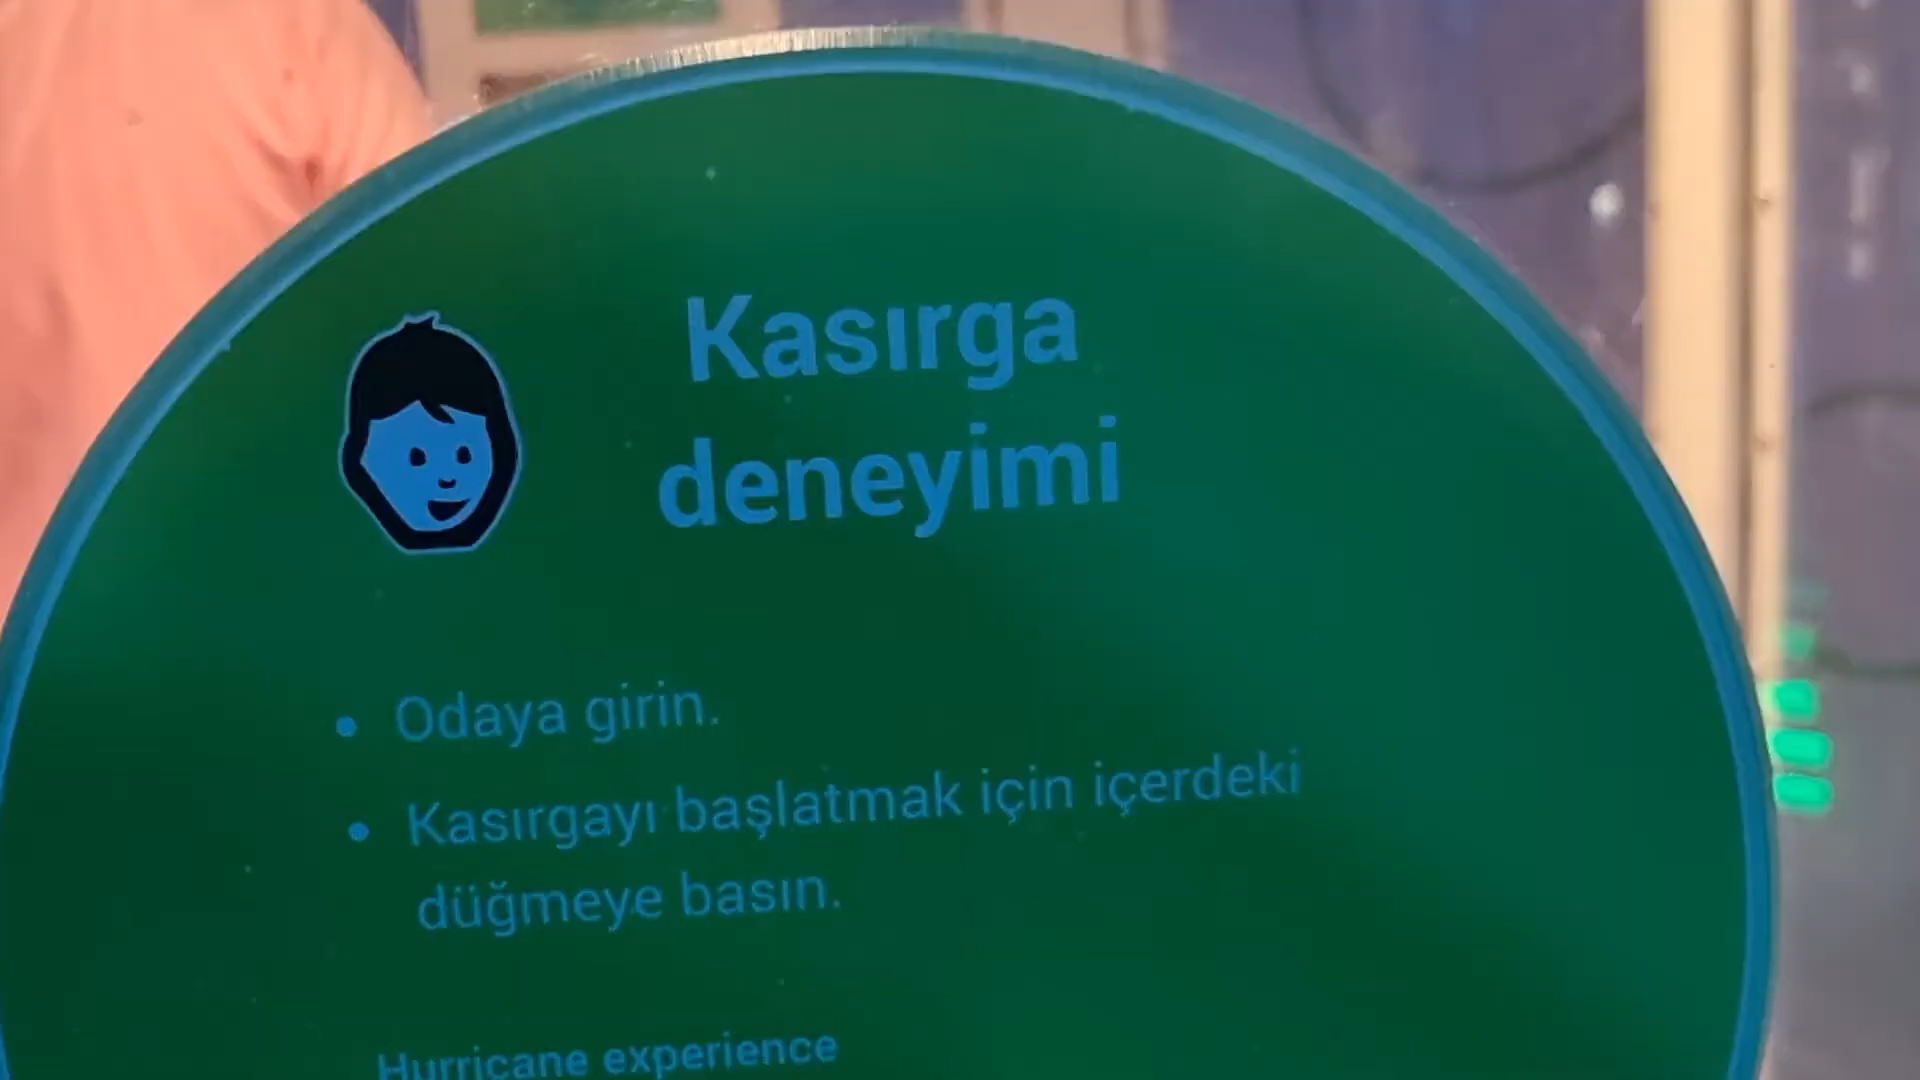 Kasırga
deneyimi
• Odaya girin.
• Kasırgayı başlatmak için içerdeki
düğmeye basın.
Hurricane experience